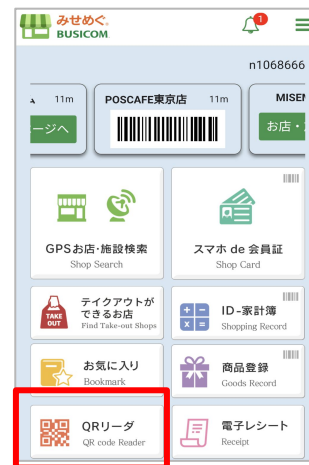 みせめぐ.
BUSICOM
1
n1068666
11m
POSCAFE東京店 11m
ージへ
お店・
GPSお店・施設検索
Shop Search
スマホ de 会員証
Shop Card
TAKE
OUT
テイクアウトが
できるお店
Find Take-out Shops
ID-家計簿
Shopping Record
お気に入り
Bookmark
商品登録
Goods Record
QRリーダ
QR code Reader
電子レシート
Receipt